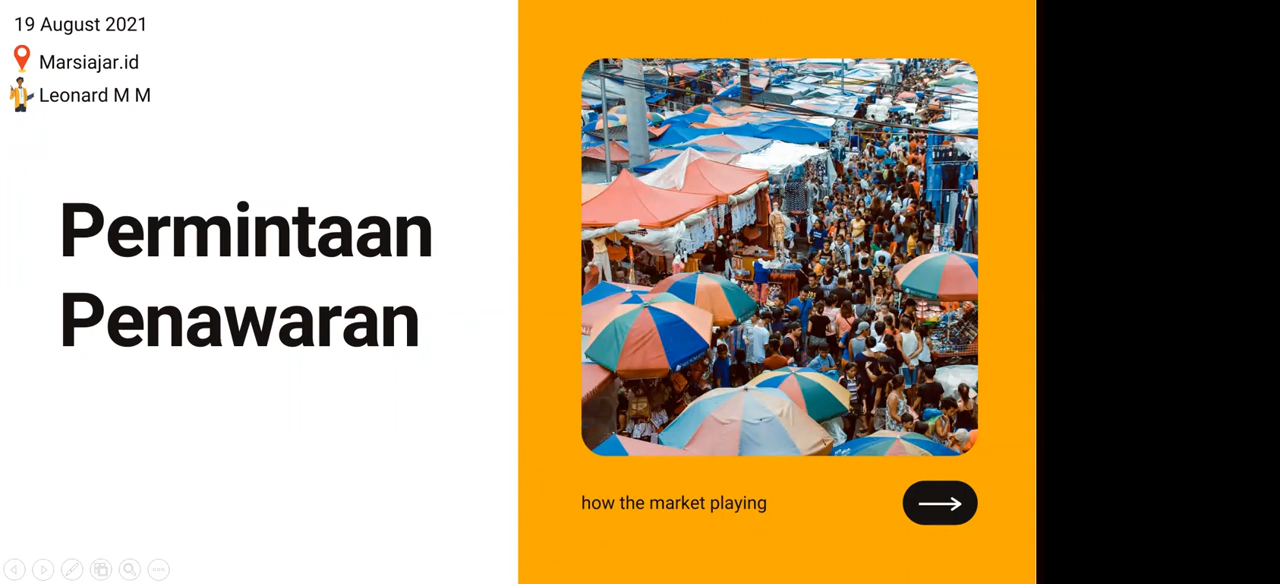 19 August 2021
Marsiajar.id
Leonard M M
Permintaan
Penawaran
how the market playing